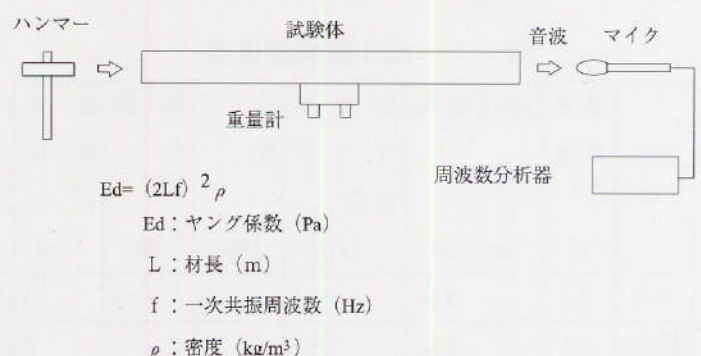 ハンマー
試験体
音波
マイク
重量計
周波数分析器
Ed= (2Lf) ² ρ
Ed：ヤング係数（Pa）
L ：材長（m）
f ：一次共振周波数（Hz）
ρ：密度（kg/m³）